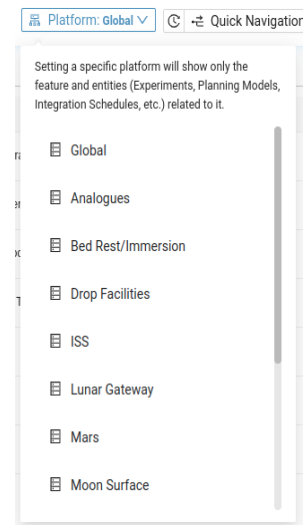 Platform: Global
Quick Navigation
Setting a specific platform will show only the
feature and entities (Experiments, Planning Models,
Integration Schedules, etc.) related to it.
Global
Analogues
Bed Rest/Immersion
Drop Facilities
ISS
Lunar Gateway
Mars
Moon Surface